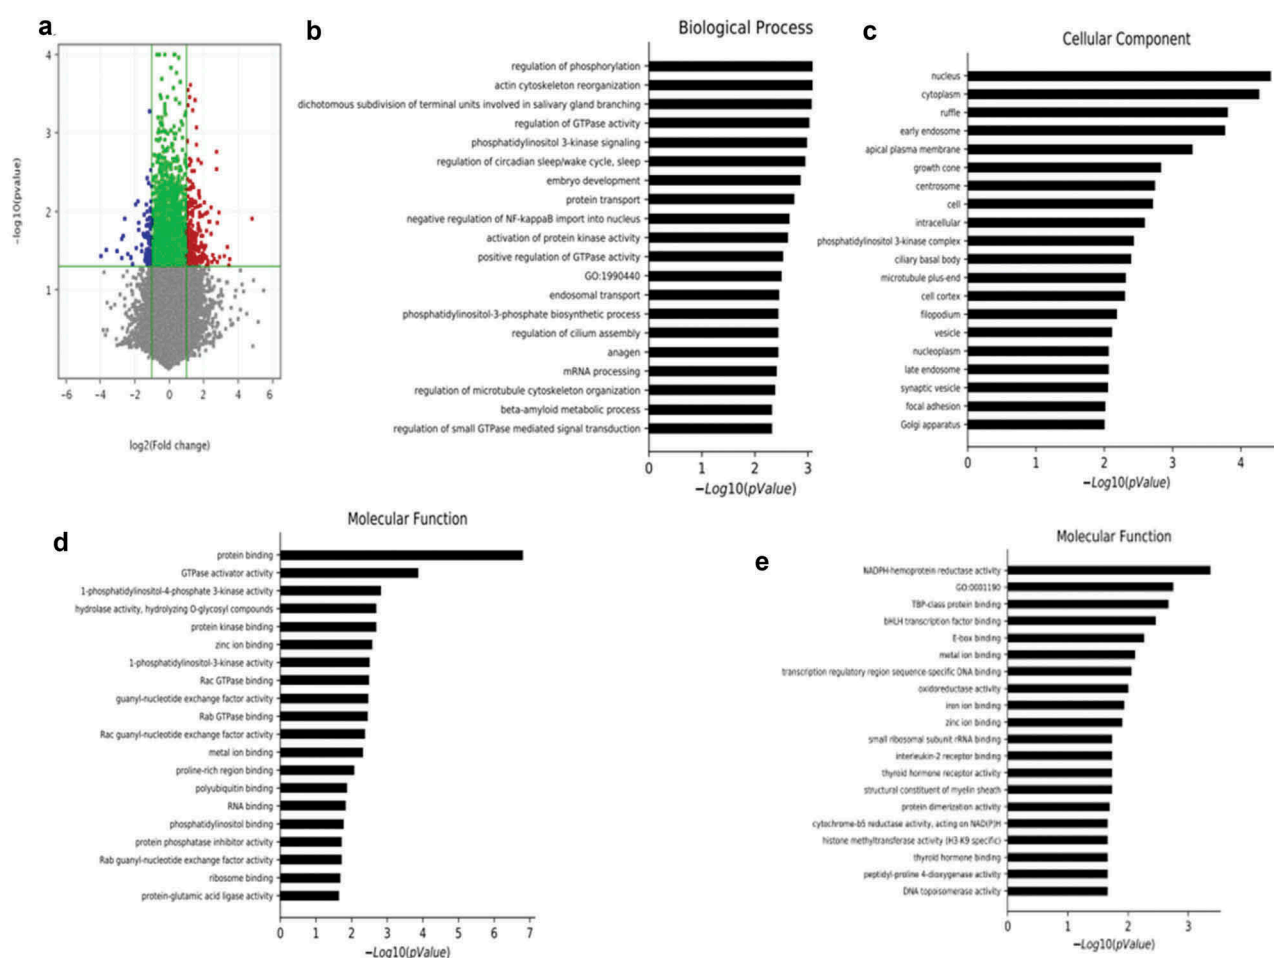 a
4
3
2
1
−log10(pvalue)
-6
-4
-2
0
2
4
6
log2(Fold change)
b
Biological Process
regulation of phosphorylation
actin cytoskeleton reorganization
dichotomous subdivision of terminal units involved in salivary gland branching
regulation of GTPase activity
phosphatidylinositol 3-kinase signaling
regulation of circadian sleep/wake cycle, sleep
embryo development
protein transport
negative regulation of NF-kappaB import into nucleus
activation of protein kinase activity
positive regulation of GTPase activity
GO:1990440
endosomal transport
phosphatidylinositol-3-phosphate biosynthetic process
regulation of cilium assembly
anagen
mRNA processing
regulation of microtubule cytoskeleton organization
beta-amyloid metabolic process
regulation of small GTPase mediated signal transduction
0
1
2
3
−Log10(pValue)
c
Cellular Component
nucleus
cytoplasm
ruffle
early endosome
apical plasma membrane
growth cone
centrosome
cell
intracellular
phosphatidylinositol 3-kinase complex
ciliary basal body
microtubule plus-end
cell cortex
filopodium
vesicle
nucleoplasm
late endosome
synaptic vesicle
focal adhesion
Golgi apparatus
0
1
2
3
4
−Log10(pValue)
d
Molecular Function
protein binding
GTPase activator activity
1-phosphatidylinositol-4-phosphate 3-kinase activity
hydrolase activity, hydrolyzing O-glycosyl compounds
protein kinase binding
zinc ion binding
1-phosphatidylinositol-3-kinase activity
Rac GTPase binding
guanyl-nucleotide exchange factor activity
Rab GTPase binding
Rac guanyl-nucleotide exchange factor activity
metal ion binding
proline-rich region binding
polyubiquitin binding
RNA binding
phosphatidylinositol binding
protein phosphatase inhibitor activity
Rab guanyl-nucleotide exchange factor activity
ribosome binding
protein-glutamic acid ligase activity
0
1
2
3
4
5
6
7
−Log10(pValue)
e
Molecular Function
NADPH-hemoprotein reductase activity
GO:0001190
TBP-class protein binding
bHLH transcription factor binding
E-box binding
metal ion binding
transcription regulatory region sequence-specific DNA binding
oxidoreductase activity
iron ion binding
zinc ion binding
small ribosomal subunit rRNA binding
interleukin-2 receptor binding
thyroid hormone receptor activity
structural constituent of myelin sheath
protein dimerization activity
cytochrome-b5 reductase activity, acting on NAD(P)H
histone methyltransferase activity (H3-K9 specific)
thyroid hormone binding
peptidyl-proline 4-dioxygenase activity
DNA topoisomerase activity
0
1
2
3
−Log10(pValue)